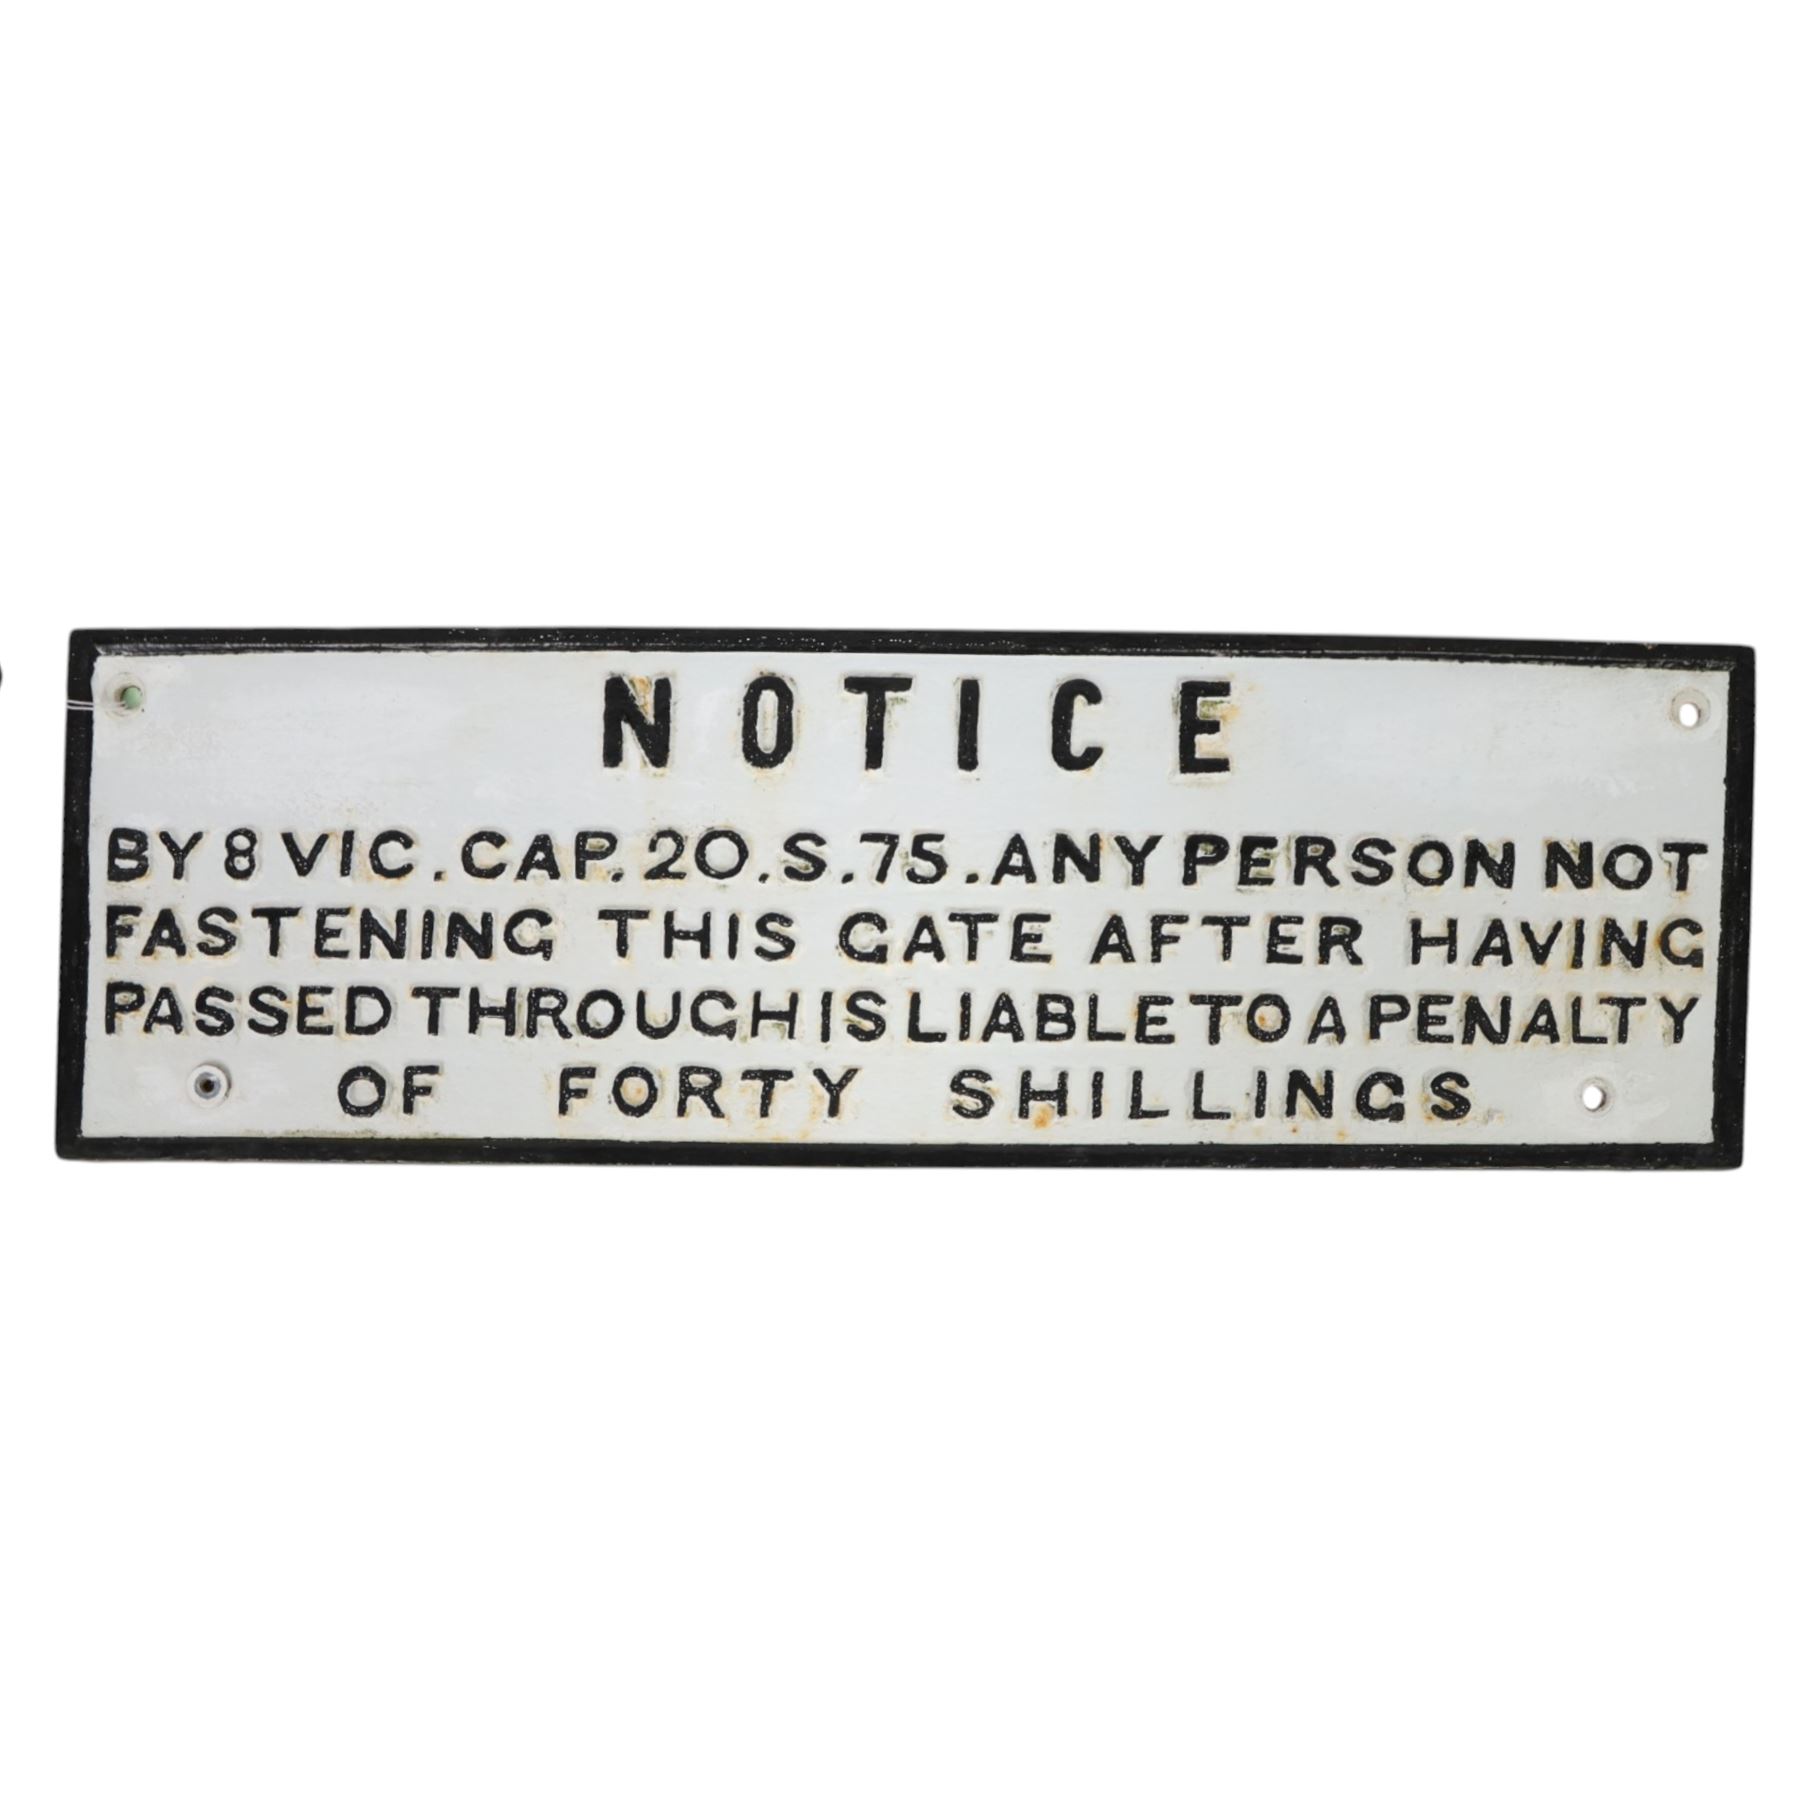 NOTICE
BY 8 VIC. CAP. 20. S. 75. ANY PERSON NOT
FASTENING THIS GATE AFTER HAVING
PASSED THROUGH IS LIABLE TO A PENALTY
OF FORTY SHILLINGS